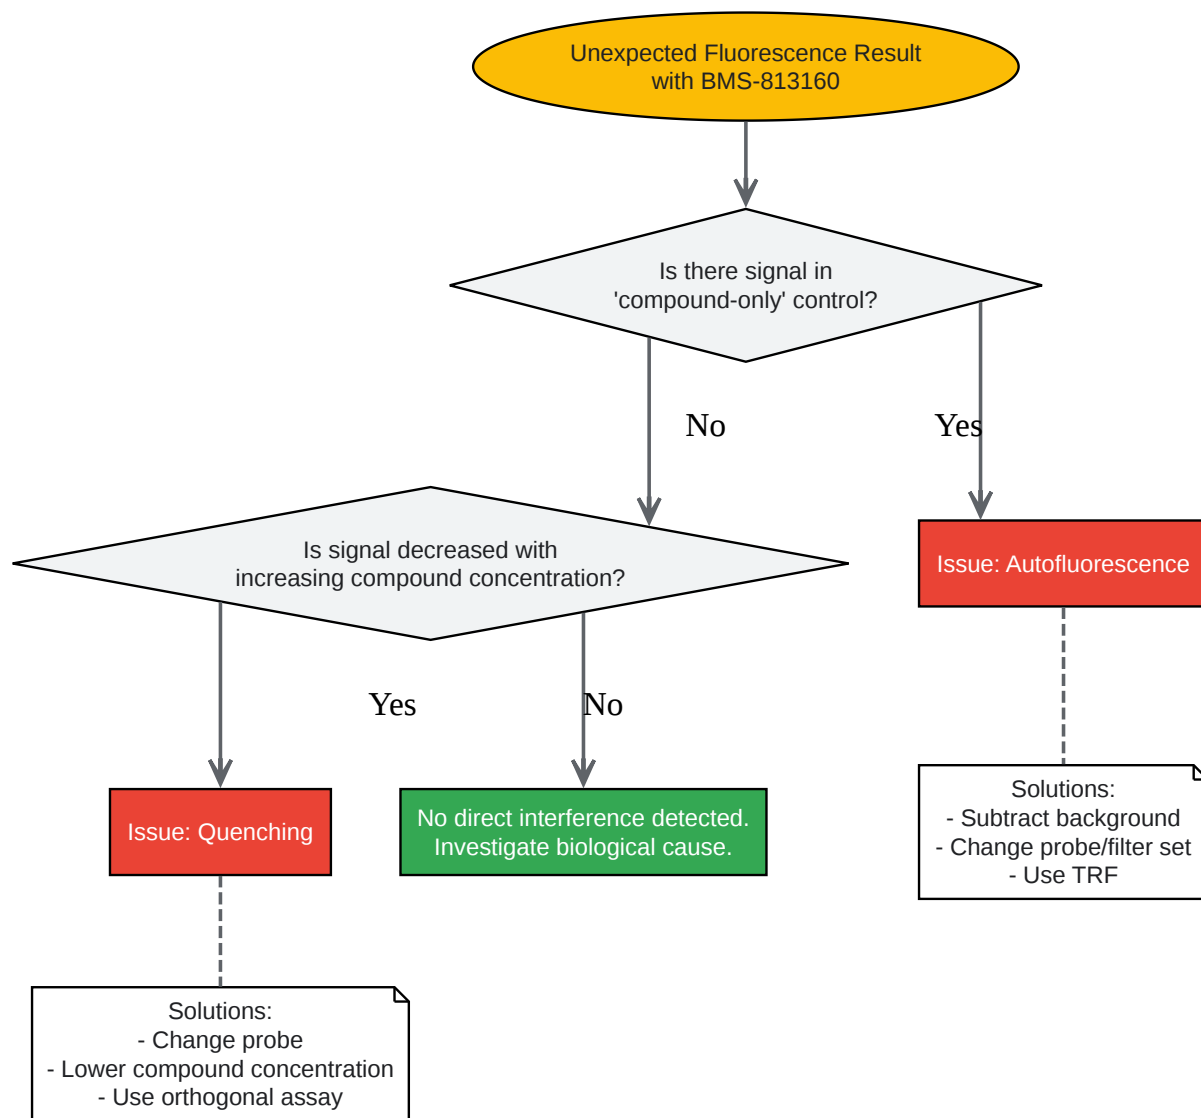 Unexpected Fluorescence Result
with BMS-813160
Is there signal in
'compound-only' control?
No
Yes
Is signal decreased with
increasing compound concentration?
Issue: Autofluorescence
Yes
No
Issue: Quenching
No direct interference detected.
Investigate biological cause.
Solutions:
- Subtract background
- Change probe/filter set
- Use TRF
Solutions:
- Change probe
- Lower compound concentration
- Use orthogonal assay